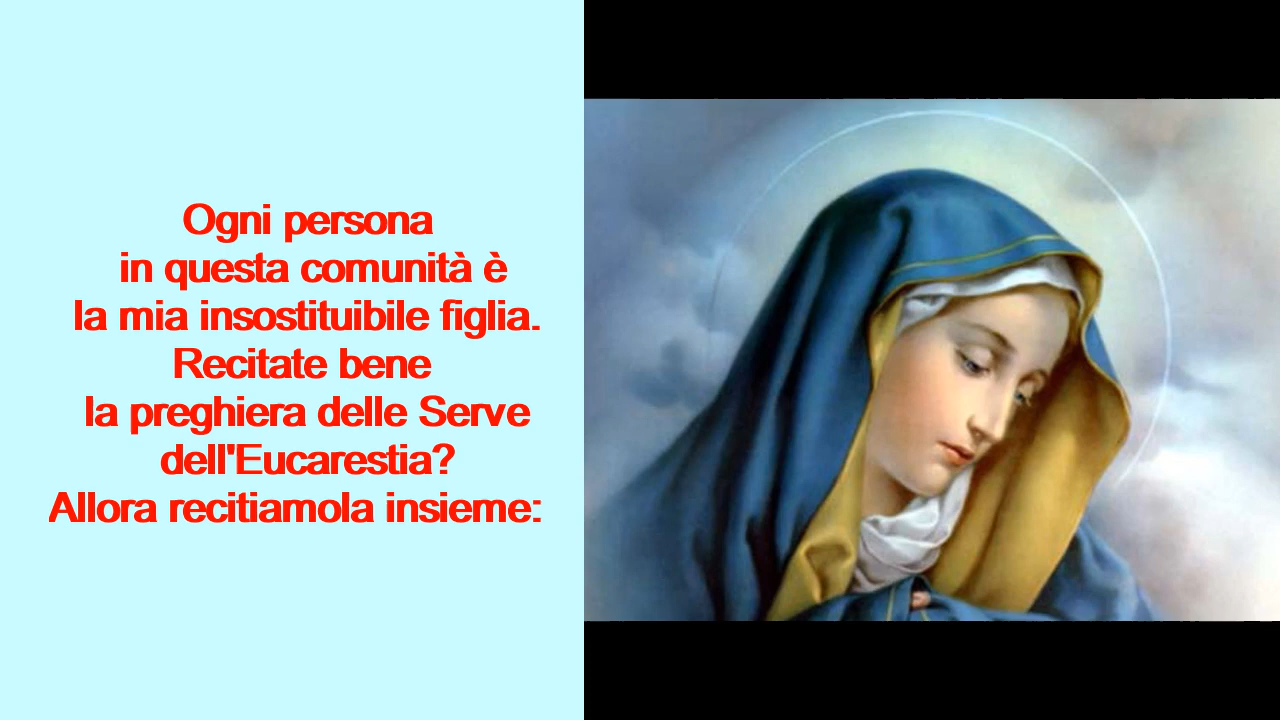 Ogni persona
in questa comunità è
la mia insostituibile figlia.
Recitate bene
la preghiera delle Serve
dell'Eucarestia?
Allora recitiamola insieme: